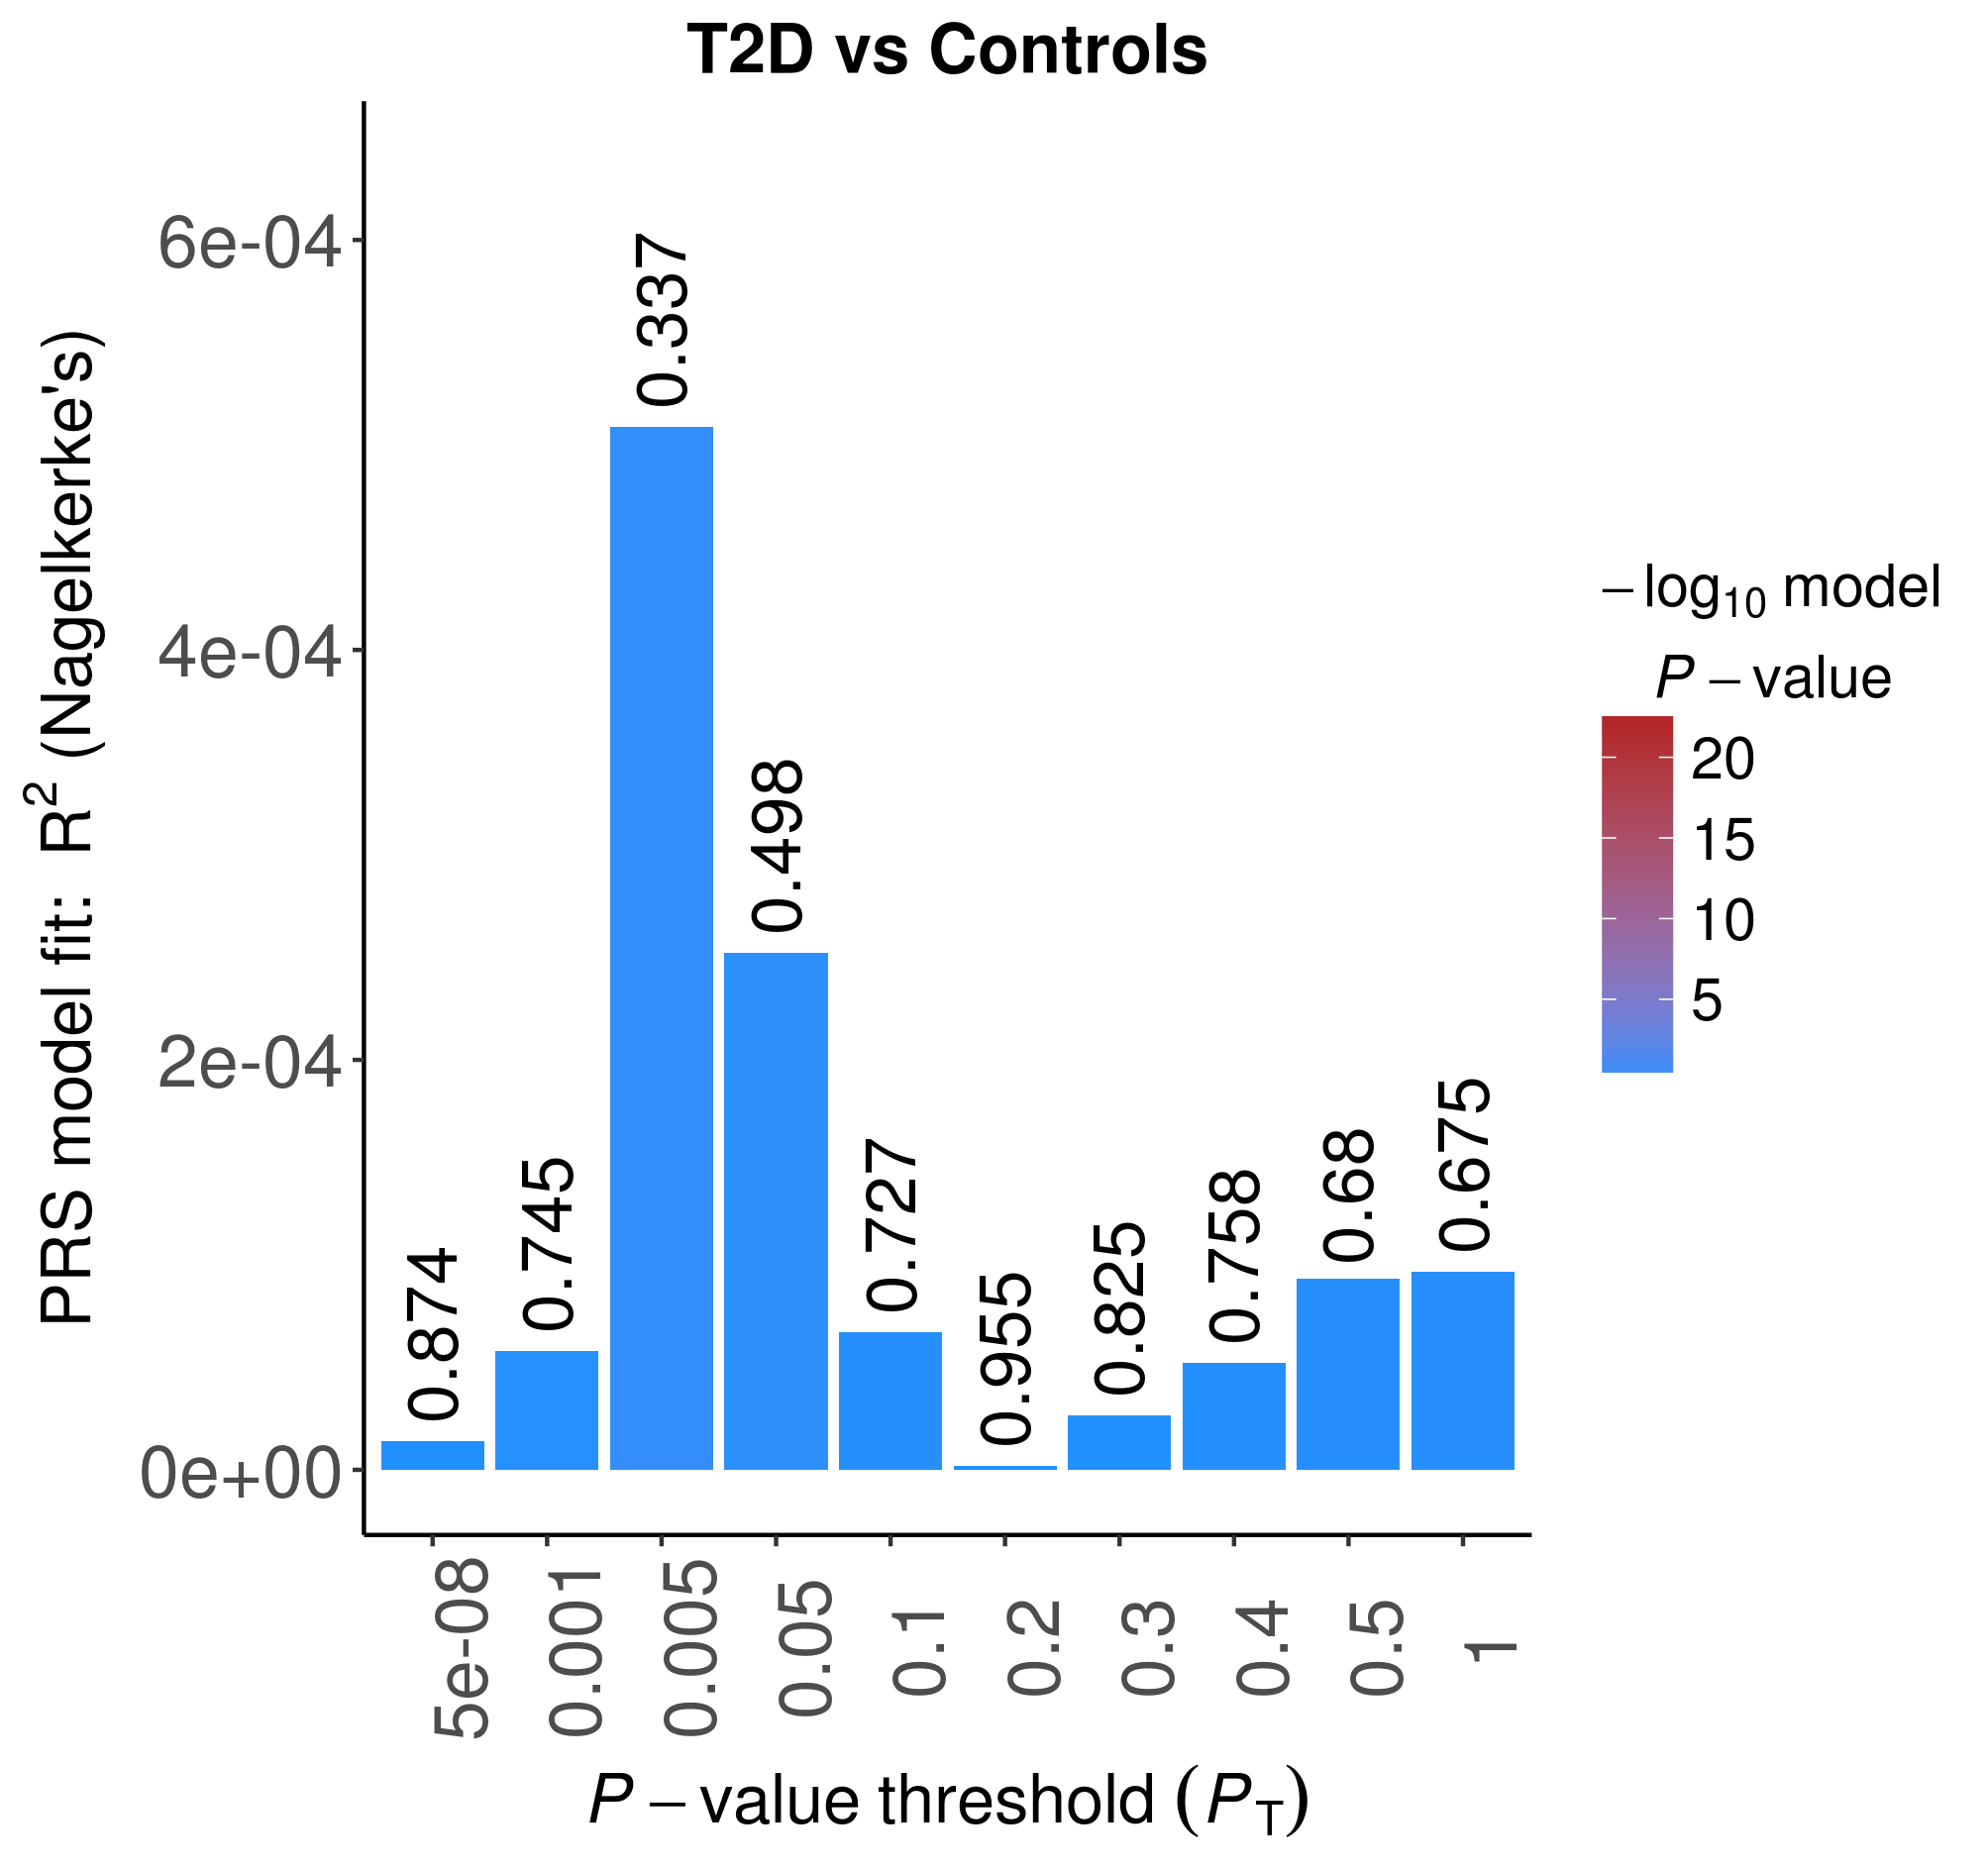 T2D vs Controls
PRS model fit: R² (Nagelkerke's)
6e-04
4e-04
2e-04
0e+00
0.874
0.745
0.337
0.498
0.727
0.955
0.825
0.758
0.68
0.675
5e-08
0.001
0.005
0.05
0.1
0.2
0.3
0.4
0.5
1
P − value threshold (P_T)
− log₁₀ model
P − value
20
15
10
5